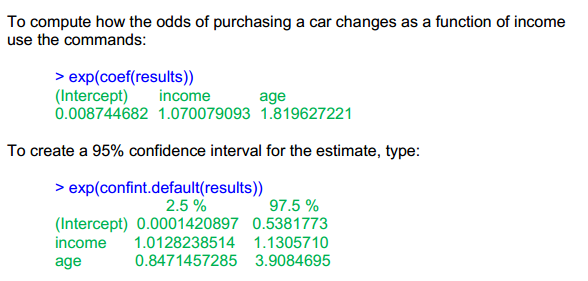 To compute how the odds of purchasing a car changes as a function of income
use the commands:
> exp(coef(results))
(Intercept) income age
0.008744682 1.070079093 1.819627221
To create a 95% confidence interval for the estimate, type:
> exp(confint.default(results))
2.5 % 97.5 %
(Intercept) 0.0001420897 0.5381773
income 1.0128238514 1.1305710
age 0.8471457285 3.9084695